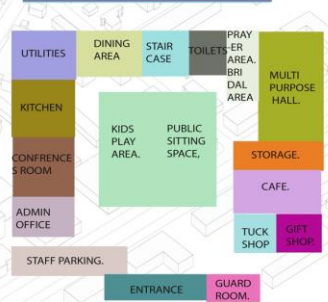 UTILITIES
DINING
AREA
STAIR
CASE
TOILETS
PRAY
-ER
AREA.
BRI
DAL
AREA
MULTI
PURPOSE
HALL.
KITCHEN
KIDS
PLAY
AREA.
PUBLIC
SITTING
SPACE,
CONFRENCE
S ROOM
STORAGE.
CAFE.
ADMIN
OFFICE
TUCK
SHOP
GIFT
SHOP.
STAFF PARKING.
ENTRANCE
GUARD
ROOM.